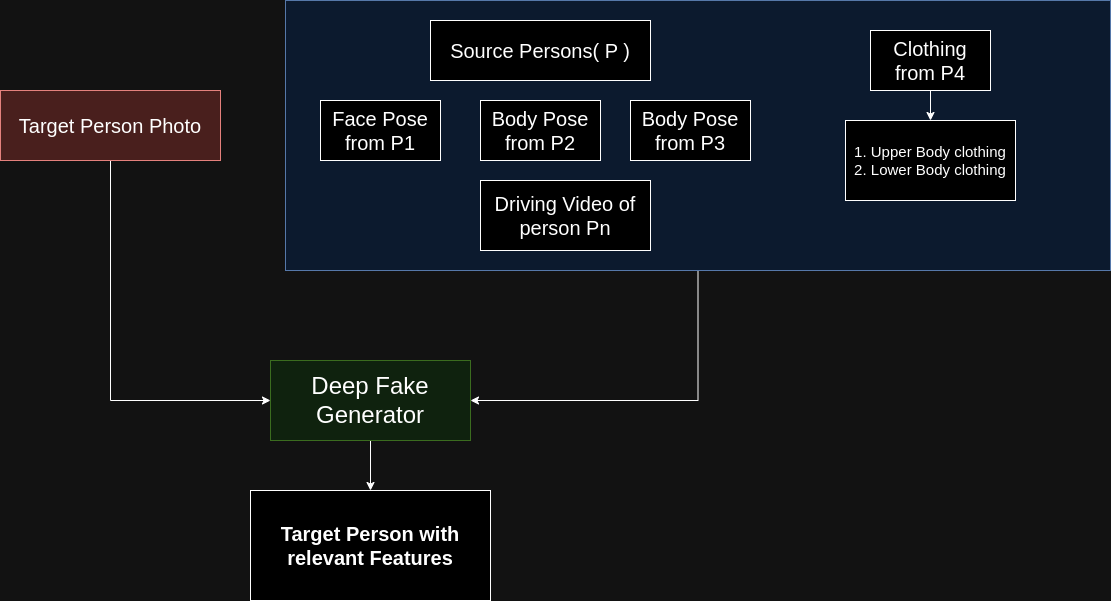 Source Persons( P )
Clothing
from P4
Target Person Photo
Face Pose
from P1
Body Pose
from P2
Body Pose
from P3
1. Upper Body clothing
2. Lower Body clothing
Driving Video of
person Pn
Deep Fake
Generator
Target Person with
relevant Features